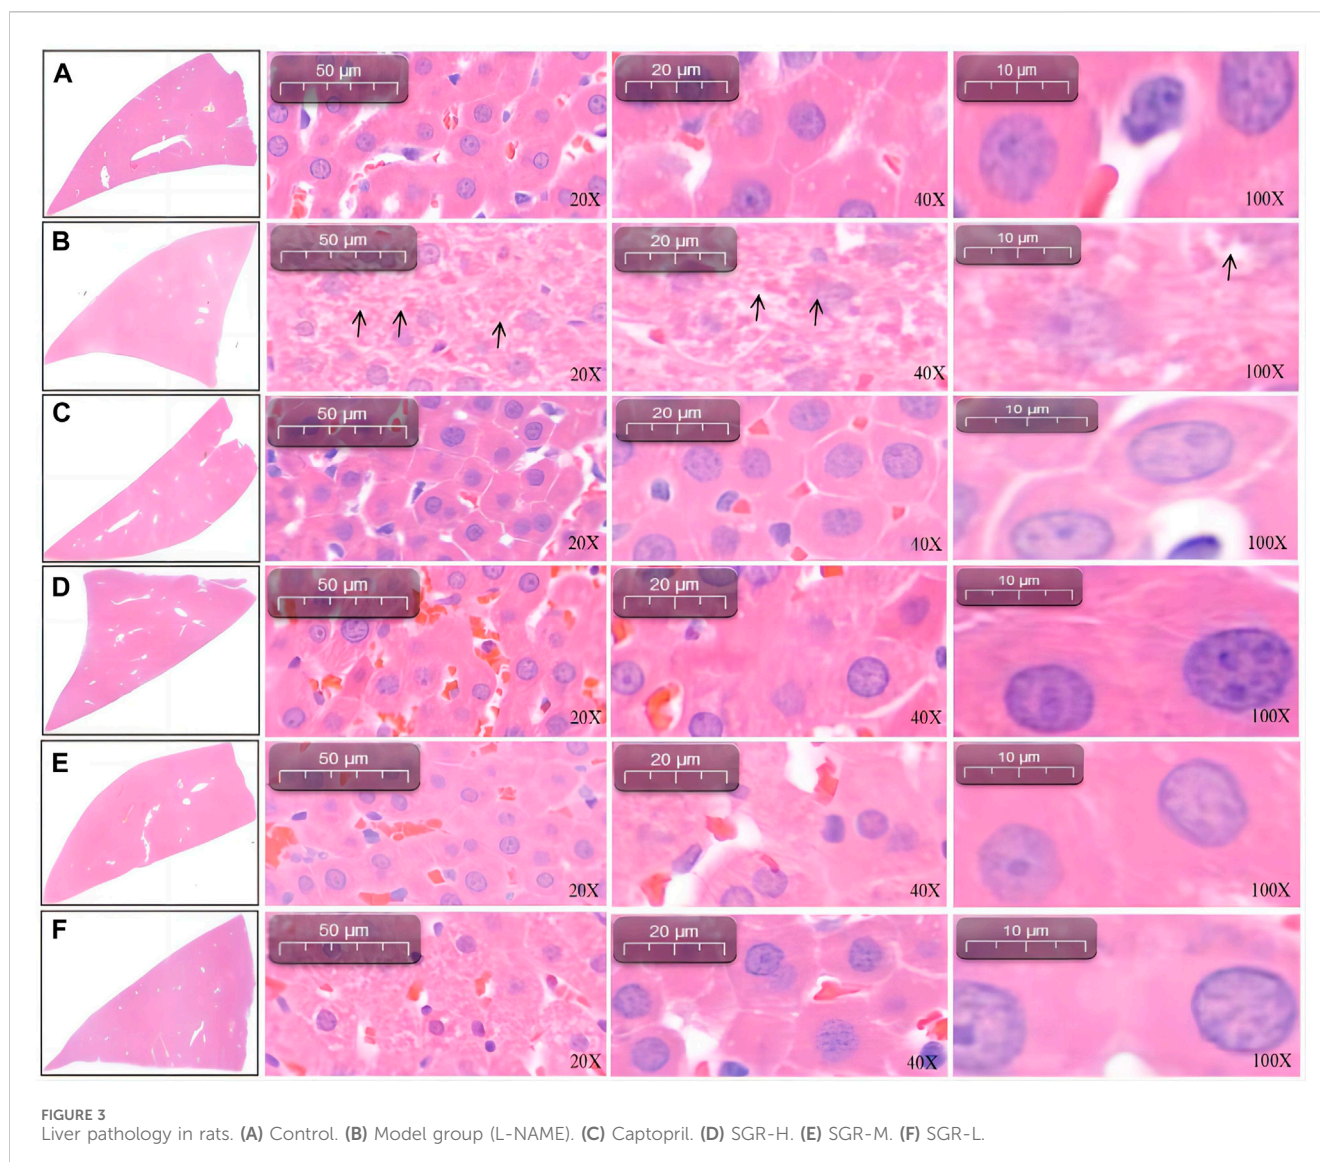 A
50 µm
20X
20 µm
40X
10 µm
100X
B
50 µm
20X
20 µm
40X
10 µm
100X
C
50 µm
20X
20 µm
40X
10 µm
100X
D
50 µm
20X
20 µm
40X
10 µm
100X
E
50 µm
20X
20 µm
40X
10 µm
100X
F
50 µm
20X
20 µm
40X
10 µm
100X
FIGURE 3
Liver pathology in rats. (A) Control. (B) Model group (L-NAME). (C) Captopril. (D) SGR-H. (E) SGR-M. (F) SGR-L.